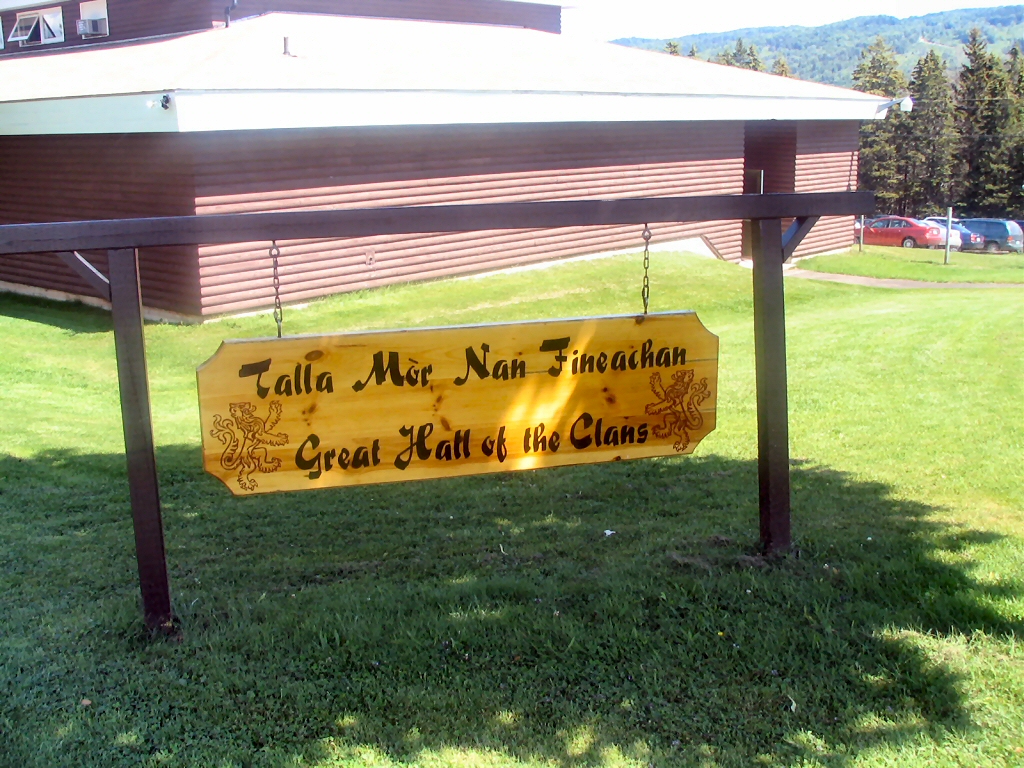 Talla Mòr Nan Fineachan
Great Hall of the Clans